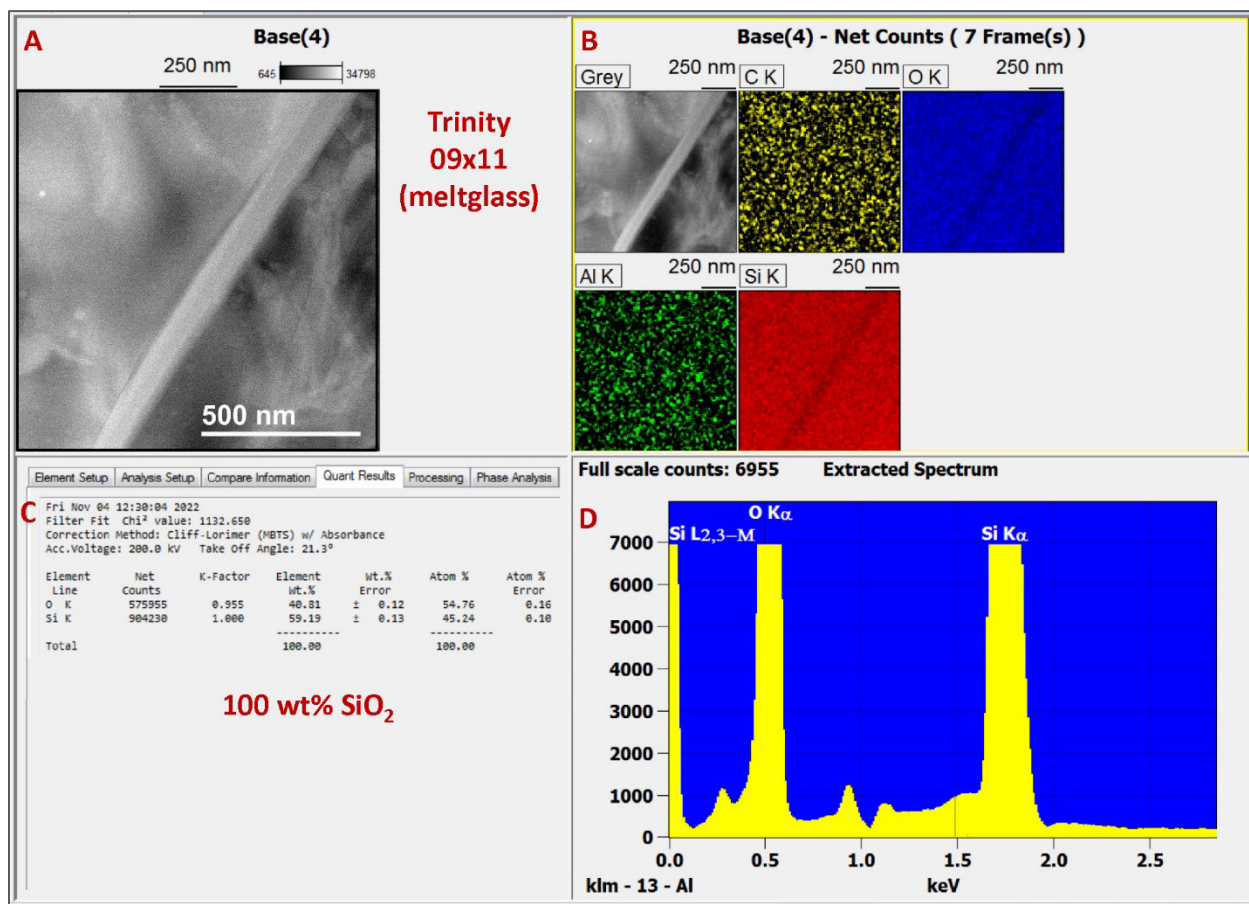 A
Base(4)
250 nm
645
34798
Trinity
09x11
(meltglass)
500 nm
B
Base(4) - Net Counts ( 7 Frame(s) )
Grey
250 nm
C K
250 nm
O K
250 nm
Al K
250 nm
Si K
250 nm
Element Setup Analysis Setup Compare Information Quant Results Processing Phase Analysis
C
Fri Nov 04 12:30:04 2022
Filter Fit Chi² value: 1132.650
Correction Method: Cliff-Lorimer (MBTS) w/ Absorbance
Acc.Voltage: 200.0 kV Take Off Angle: 21.3°
Element Net K-Factor Element Wt.% Atom % Atom %
Line Counts Wt.% Error Error
O K 575955 0.955 40.81 ± 0.12 54.76 0.16
Si K 904230 1.000 59.19 ± 0.13 45.24 0.10
---------- ----------
Total 100.00 100.00
100 wt% SiO₂
Full scale counts: 6955 Extracted Spectrum
D
O Kα
Si L2,3–M
Si Kα
7000
6000
5000
4000
3000
2000
1000
0
0.0 0.5 1.0 1.5 2.0 2.5
klm - 13 - Al keV